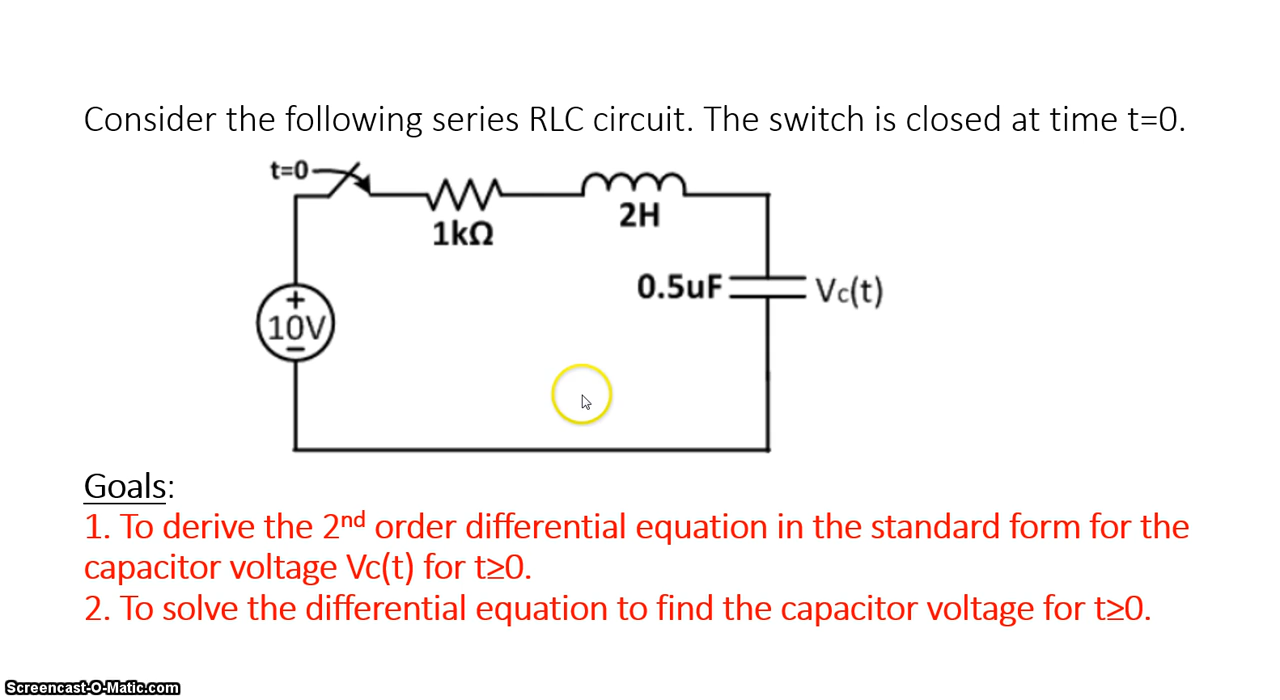 Consider the following series RLC circuit. The switch is closed at time t=0.
t=0
1kΩ
2H
0.5uF
Vc(t)
+
10V
−
Goals:
1. To derive the 2nd order differential equation in the standard form for the
capacitor voltage Vc(t) for t≥0.
2. To solve the differential equation to find the capacitor voltage for t≥0.
Screencast-O-Matic.com